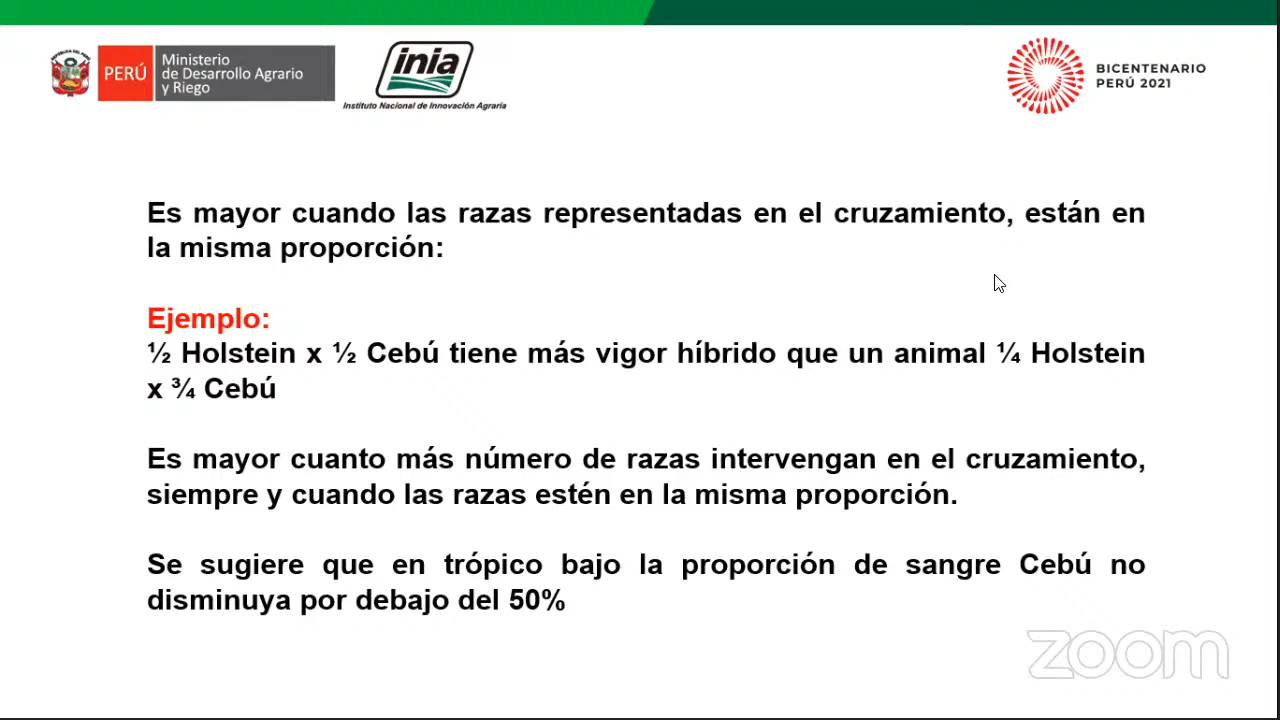 PERÚ
Ministerio
de Desarrollo Agrario
y Riego
inia
Instituto Nacional de Innovación Agraria
BICENTENARIO
PERÚ 2021
Es mayor cuando las razas representadas en el cruzamiento, están en
la misma proporción:
Ejemplo:
½ Holstein x ½ Cebú tiene más vigor híbrido que un animal ¼ Holstein
x ¾ Cebú
Es mayor cuanto más número de razas intervengan en el cruzamiento,
siempre y cuando las razas estén en la misma proporción.
Se sugiere que en trópico bajo la proporción de sangre Cebú no
disminuya por debajo del 50%
zoom